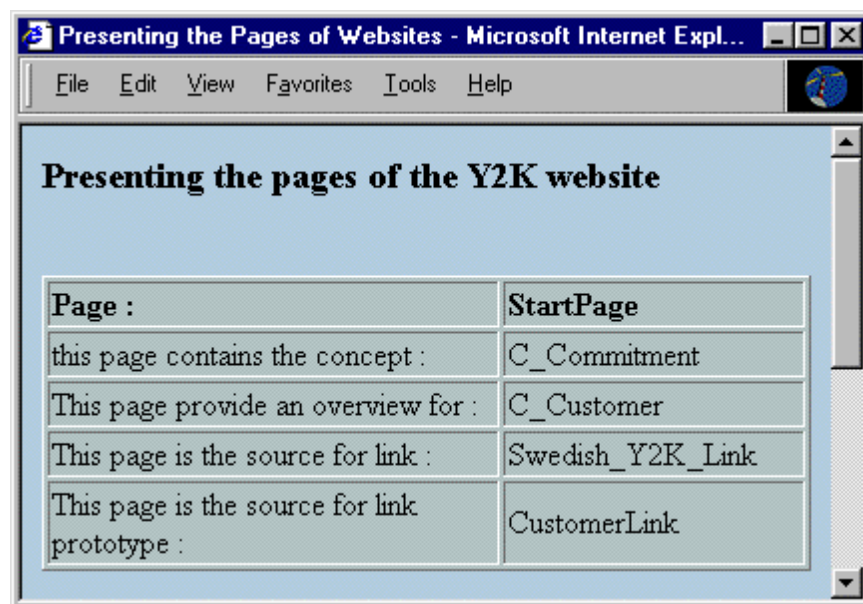 Presenting the Pages of Websites - Microsoft Internet Expl...
File Edit View Favorites Tools Help
Presenting the pages of the Y2K website
Page : StartPage
this page contains the concept : C_Commitment
This page provide an overview for : C_Customer
This page is the source for link : Swedish_Y2K_Link
This page is the source for link
prototype : CustomerLink